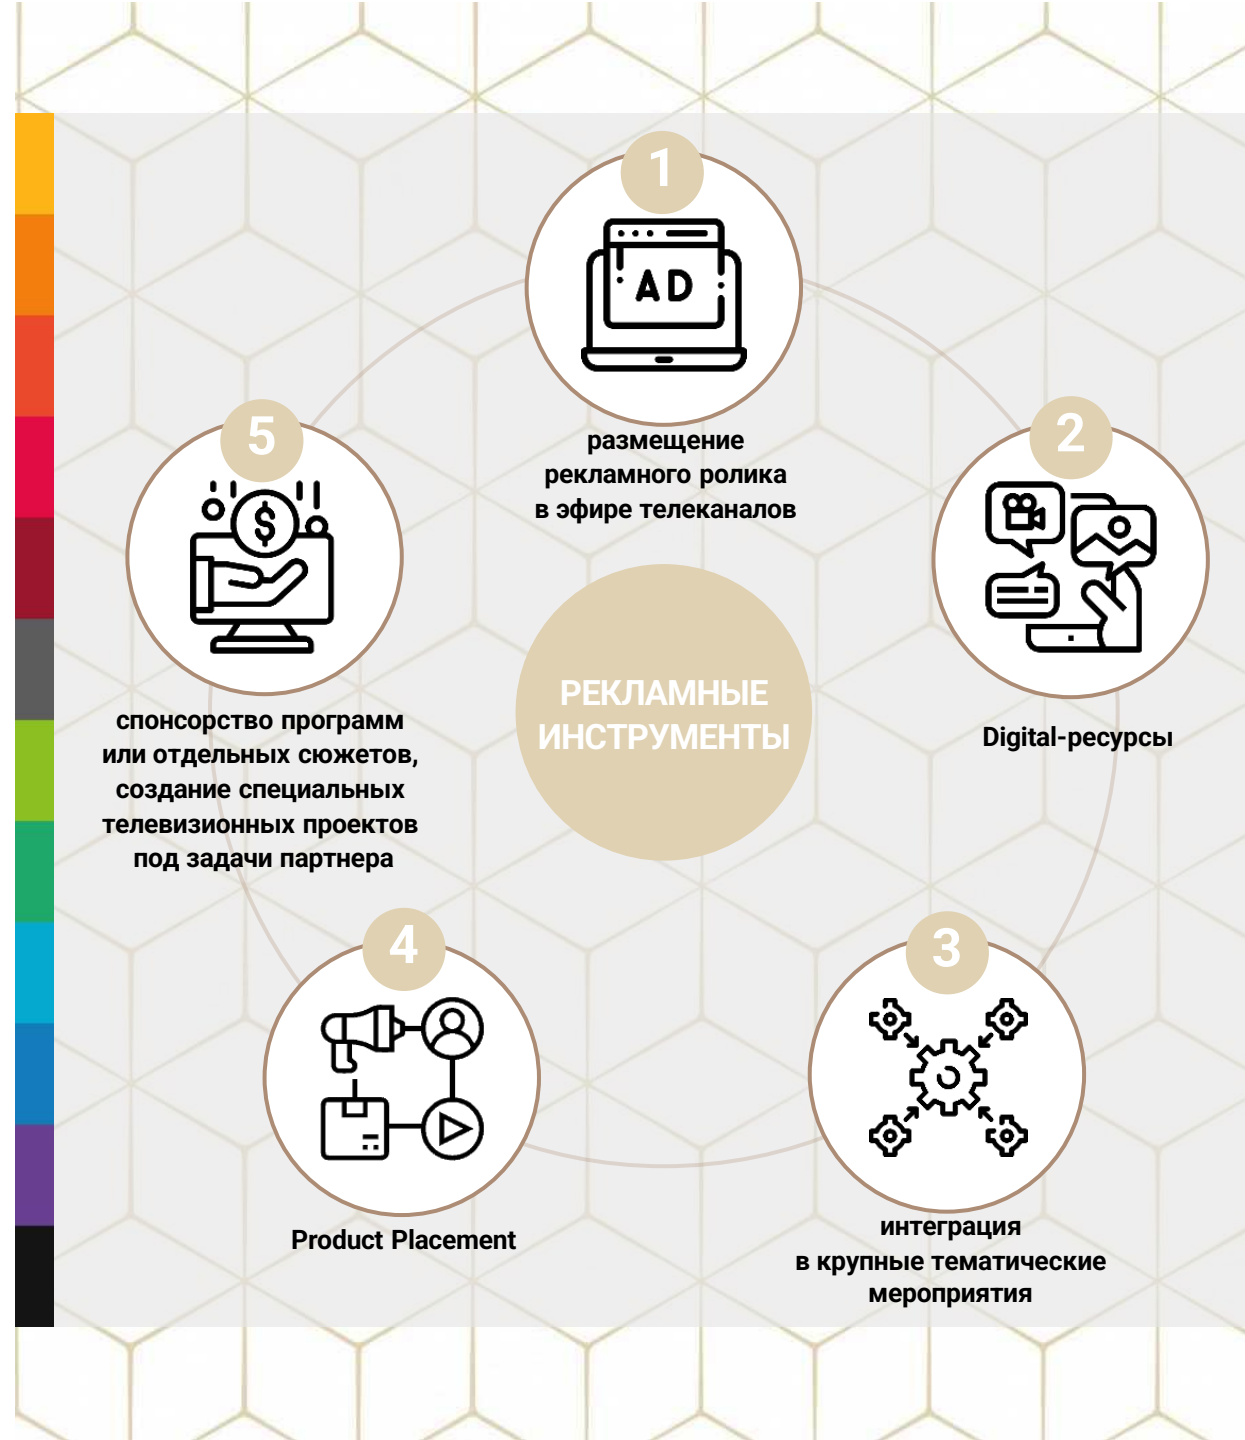 1
AD
размещение
рекламного ролика
в эфире телеканалов
2
Digital-ресурсы
3
интеграция
в крупные тематические
мероприятия
4
Product Placement
5
$
спонсорство программ
или отдельных сюжетов,
создание специальных
телевизионных проектов
под задачи партнера
РЕКЛАМНЫЕ
ИНСТРУМЕНТЫ